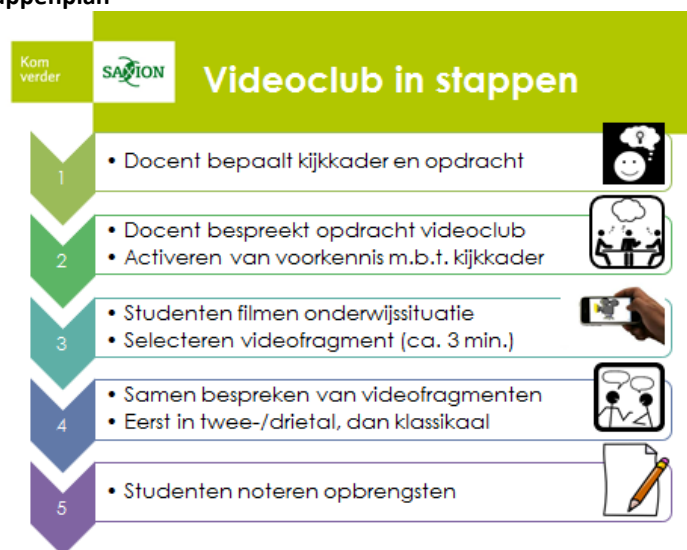 Stappenplan
Kom
verder
SAXION
Videoclub in stappen
1
• Docent bepaalt kijkkader en opdracht
2
• Docent bespreekt opdracht videoclub
• Activeren van voorkennis m.b.t. kijkkader
3
• Studenten filmen onderwijssituatie
• Selecteren videofragment (ca. 3 min.)
4
• Samen bespreken van videofragmenten
• Eerst in twee-/drietal, dan klassikaal
5
• Studenten noteren opbrengsten